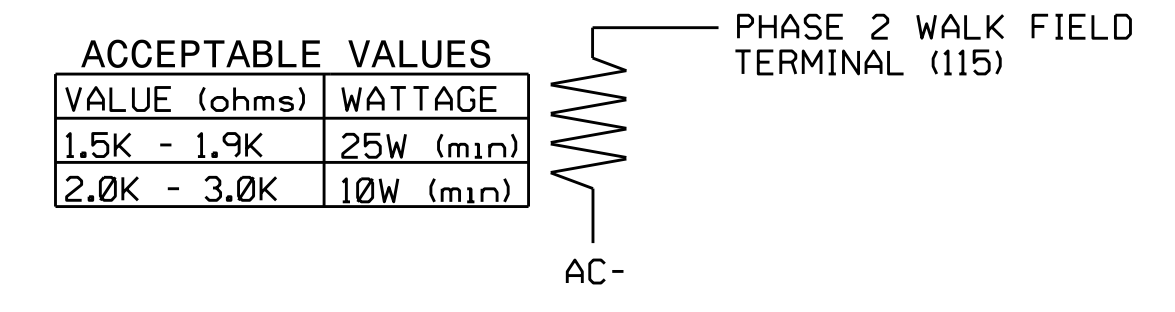 ACCEPTABLE VALUES
VALUE (ohms) WATTAGE
1.5K - 1.9K 25W (min)
2.0K - 3.0K 10W (min)
PHASE 2 WALK FIELD
TERMINAL (115)
AC-